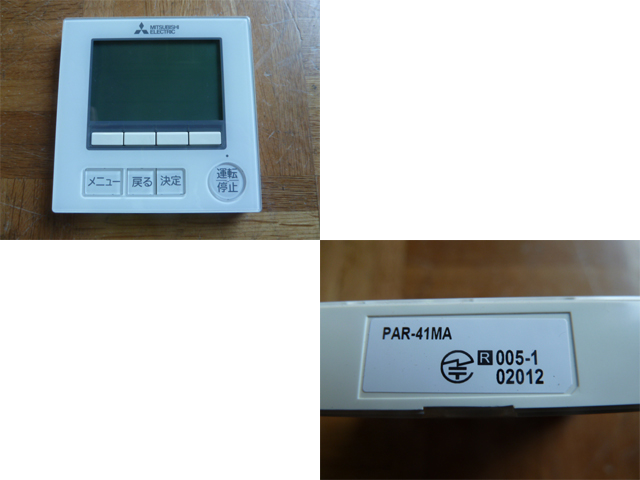 MITSUBISHI
ELECTRIC
メニュー 戻る 決定
運転
停止
PAR-41MA
R 005-1
02012